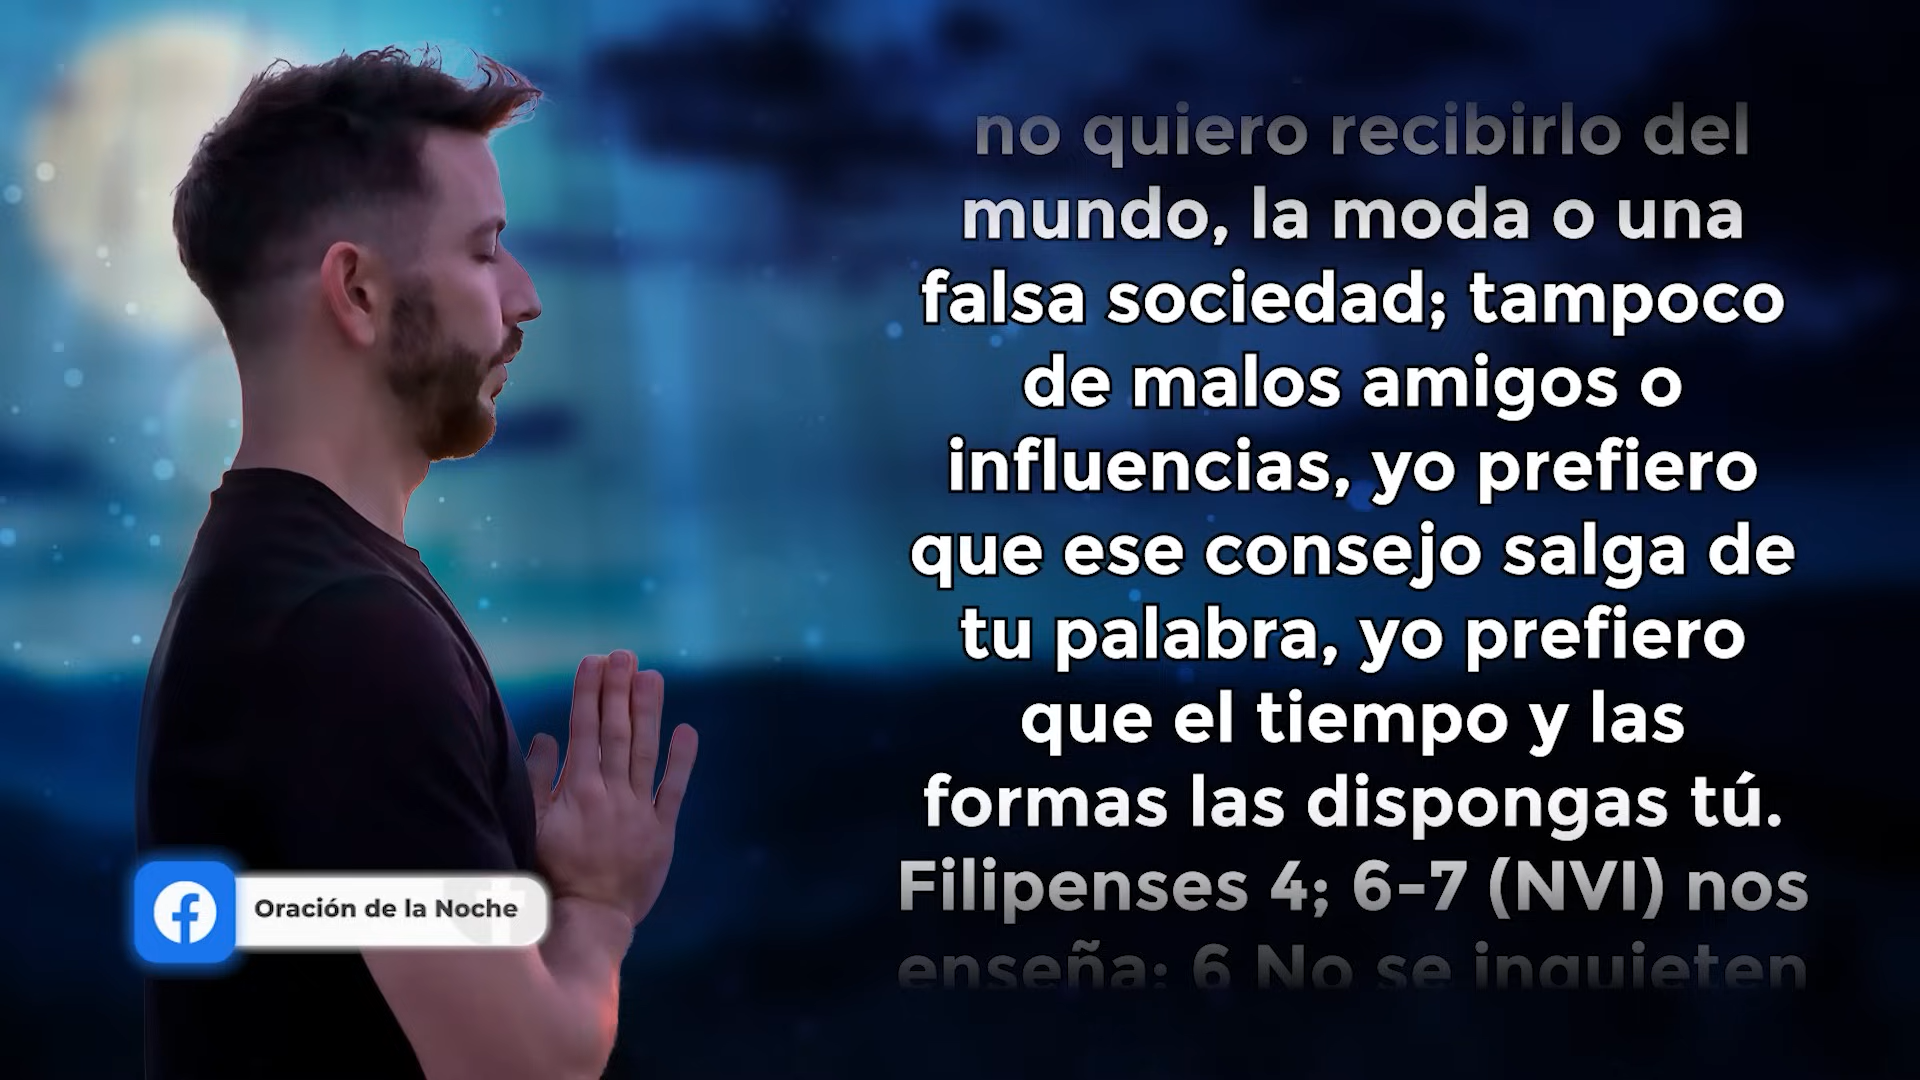 no quiero recibirlo del
mundo, la moda o una
falsa sociedad; tampoco
de malos amigos o
influencias, yo prefiero
que ese consejo salga de
tu palabra, yo prefiero
que el tiempo y las
formas las dispongas tú.
Filipenses 4; 6-7 (NVI) nos
enseña: 6 No se inquieten
Oración de la Noche